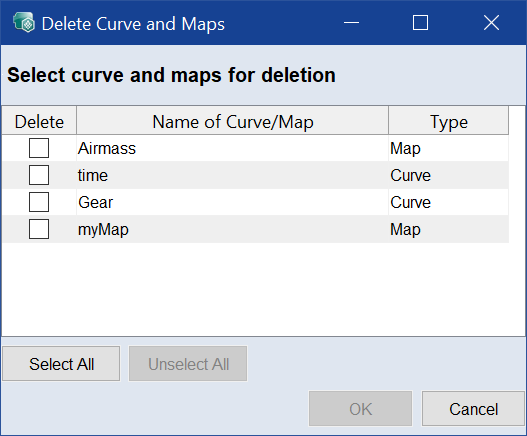 Delete Curve and Maps
Select curve and maps for deletion
Delete Name of Curve/Map Type
Airmass Map
time Curve
Gear Curve
myMap Map
Select All Unselect All
OK Cancel